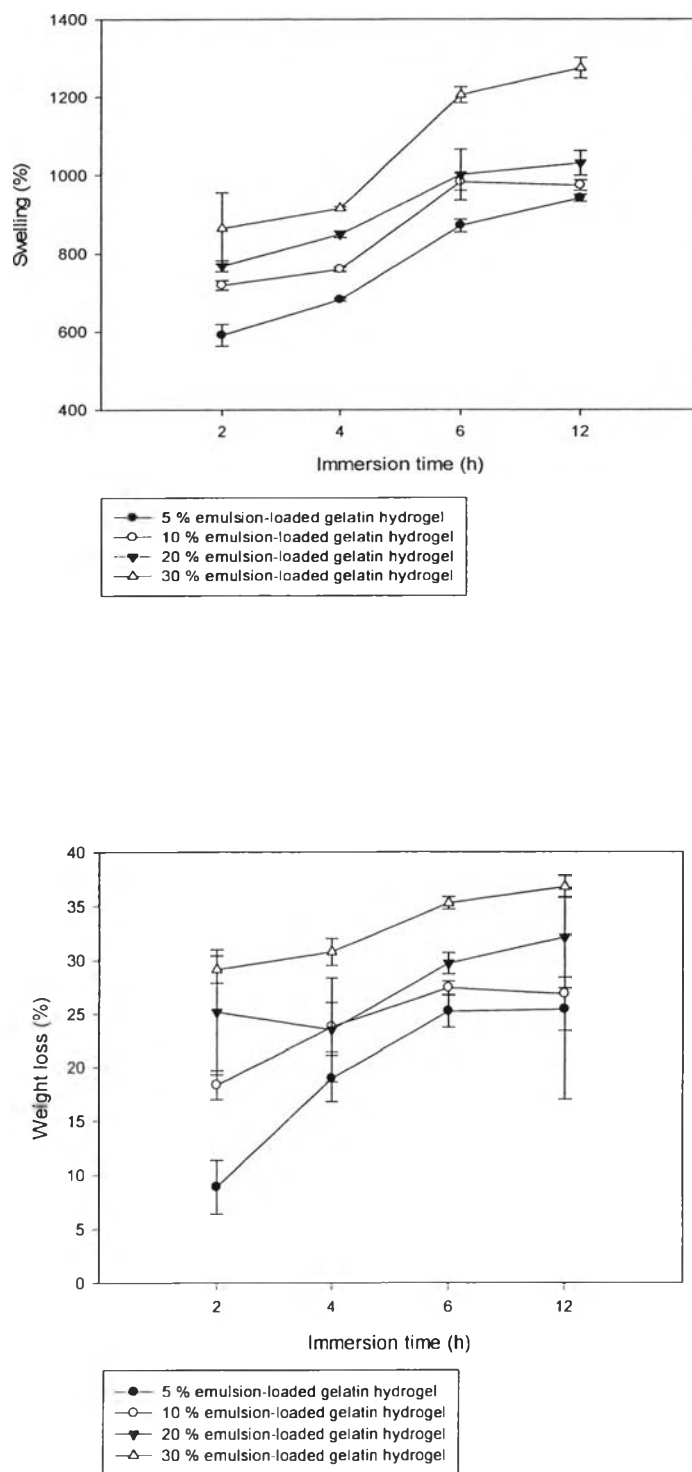 1400
1200
1000
800
600
400
Swelling (%)
2 4 6 12
Immersion time (h)
5 % emulsion-loaded gelatin hydrogel
10 % emulsion-loaded gelatin hydrogel
20 % emulsion-loaded gelatin hydrogel
30 % emulsion-loaded gelatin hydrogel
40
35
30
25
20
15
10
5
0
Weight loss (%)
2 4 6 12
Immersion time (h)
5 % emulsion-loaded gelatin hydrogel
10 % emulsion-loaded gelatin hydrogel
20 % emulsion-loaded gelatin hydrogel
30 % emulsion-loaded gelatin hydrogel